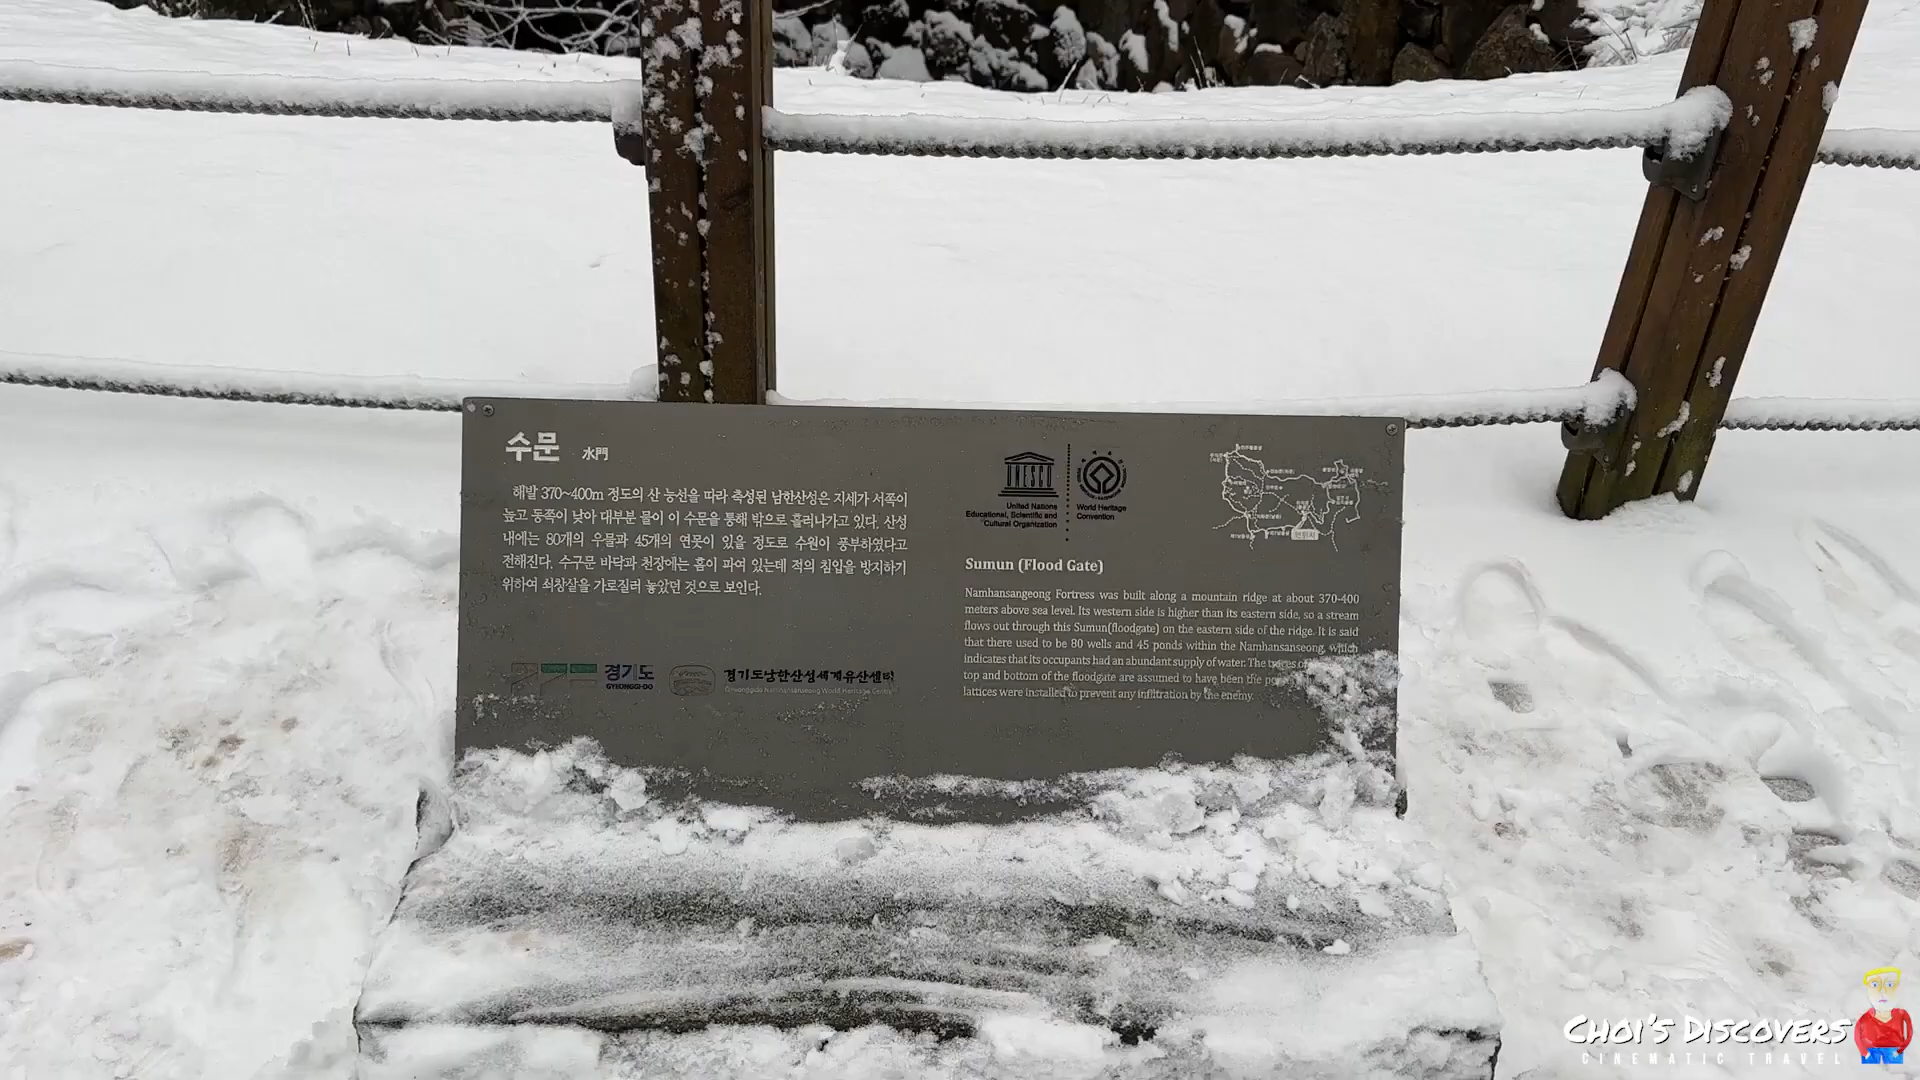 수문 水門
해발 370~400m 정도의 산 능선을 따라 축성된 남한산성은 지세가 서쪽이
높고 동쪽이 낮아 대부분 물이 이 수문을 통해 밖으로 흘러나가고 있다. 산성
내에는 80개의 우물과 45개의 연못이 있을 정도로 수원이 풍부하였다고
전해진다. 수구문 바닥과 천장에는 홈이 파여 있는데 적의 침입을 방지하기
위하여 쇠창살을 가로질러 놓았던 것으로 보인다.
경기도
GYEONGGI-DO
경기도남한산성세계유산센터
Gyeonggido Namhansanseong World Heritage Center
UNESCO
United Nations
Educational, Scientific and
Cultural Organization
World Heritage
Convention
Sumun (Flood Gate)
Namhansangeong Fortress was built along a mountain ridge at about 370-400
meters above sea level. Its western side is higher than its eastern side, so a stream
flows out through this Sumun(floodgate) on the eastern side of the ridge. It is said
that there used to be 80 wells and 45 ponds within the Namhansanseong, which
indicates that its occupants had an abundant supply of water. The traces
top and bottom of the floodgate are assumed to have been the
lattices were installed to prevent any infiltration by the enemy.
현위치
CHOI'S DISCOVERS
CINEMATIC TRAVEL